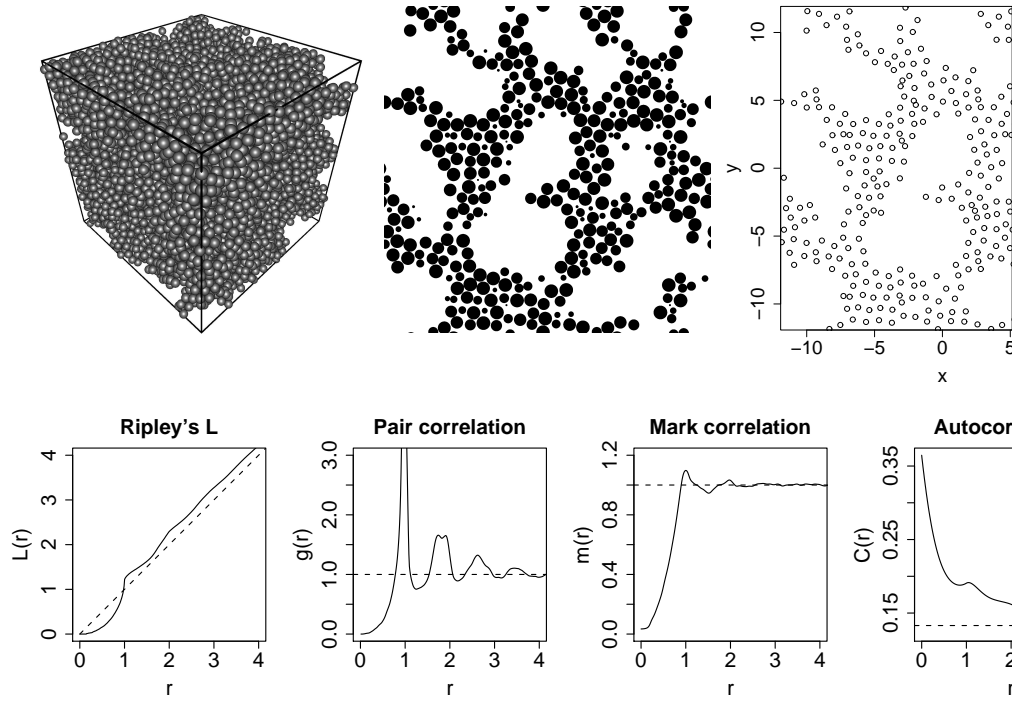 10
5
0
−5
−10
y
−10 −5 0 5
x
Ripley's L
4
3
2
1
0
L(r)
0 1 2 3 4
r
Pair correlation
3.0
2.0
1.0
0.0
g(r)
0 1 2 3 4
r
Mark correlation
1.2
0.8
0.4
0.0
m(r)
0 1 2 3 4
r
Autocor
0.35
0.25
0.15
C(r)
0 1 2
r